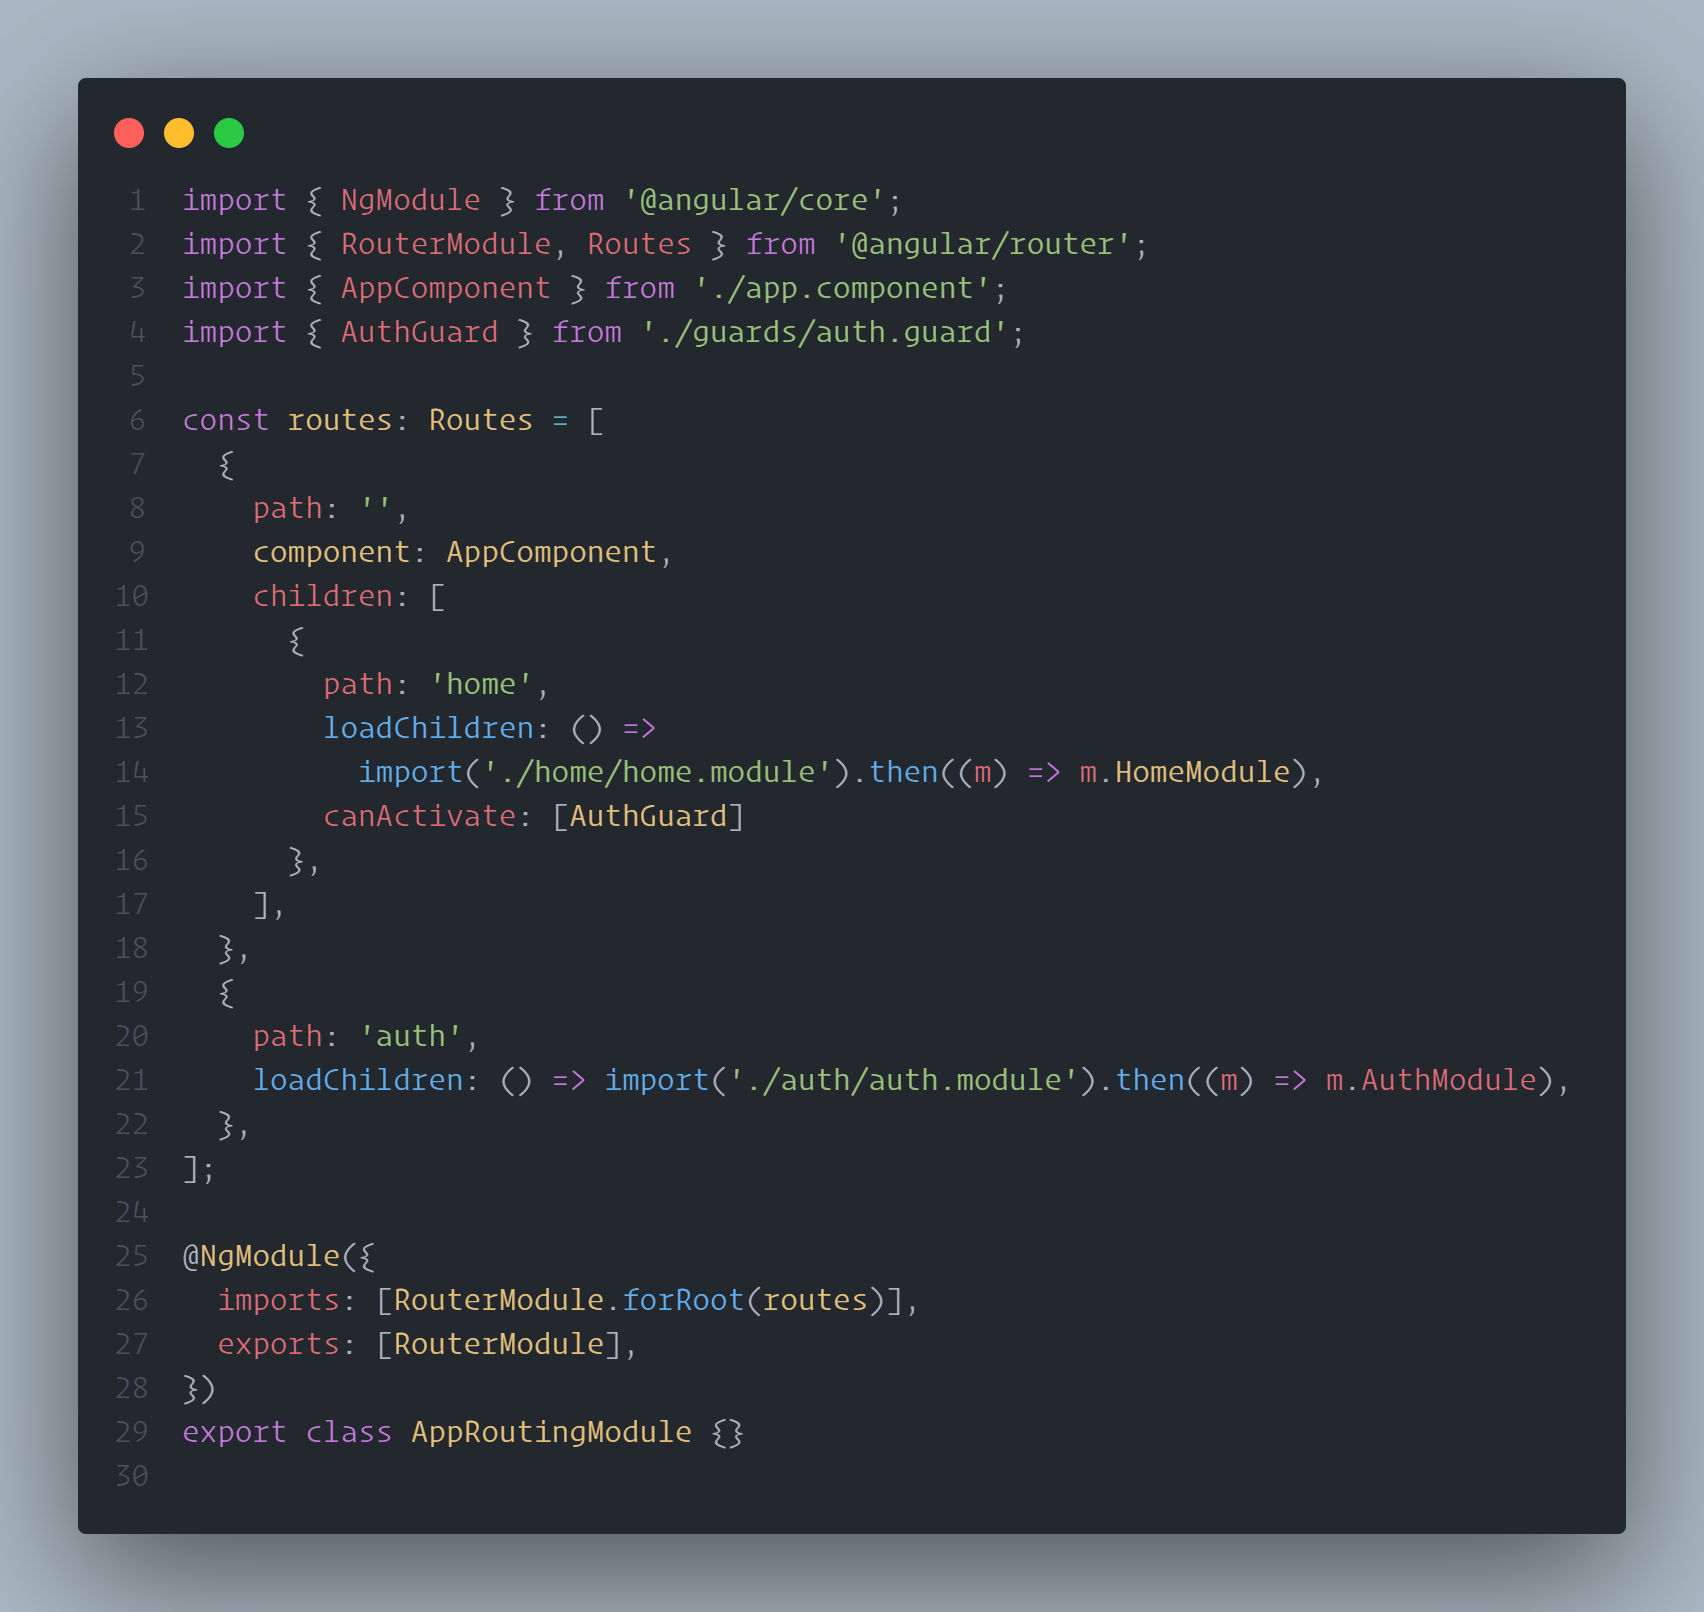 1 import { NgModule } from '@angular/core';
2 import { RouterModule, Routes } from '@angular/router';
3 import { AppComponent } from './app.component';
4 import { AuthGuard } from './guards/auth.guard';
5
6 const routes: Routes = [
7   {
8     path: '',
9     component: AppComponent,
10     children: [
11       {
12         path: 'home',
13         loadChildren: () =>
14           import('./home/home.module').then((m) => m.HomeModule),
15         canActivate: [AuthGuard]
16       },
17     ],
18   },
19   {
20     path: 'auth',
21     loadChildren: () => import('./auth/auth.module').then((m) => m.AuthModule),
22   },
23 ];
24
25 @NgModule({
26   imports: [RouterModule.forRoot(routes)],
27   exports: [RouterModule],
28 })
29 export class AppRoutingModule {}
30